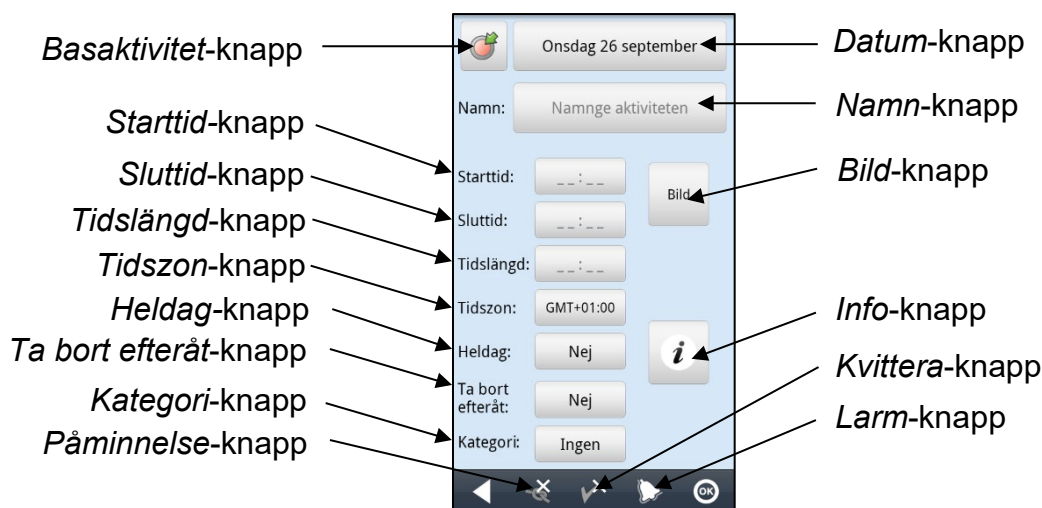 Basaktivitet-knapp
Starttid-knapp
Sluttid-knapp
Tidslängd-knapp
Tidszon-knapp
Heldag-knapp
Ta bort efteråt-knapp
Kategori-knapp
Påminnelse-knapp
Onsdag 26 september
Namn: Namnge aktiviteten
Starttid: _ _ : _ _
Bild
Sluttid: _ _ : _ _
Tidslängd: _ _ : _ _
Tidszon: GMT+01:00
Heldag: Nej
i
Ta bort
efteråt: Nej
Kategori: Ingen
OK
Datum-knapp
Namn-knapp
Bild-knapp
Info-knapp
Kvittera-knapp
Larm-knapp